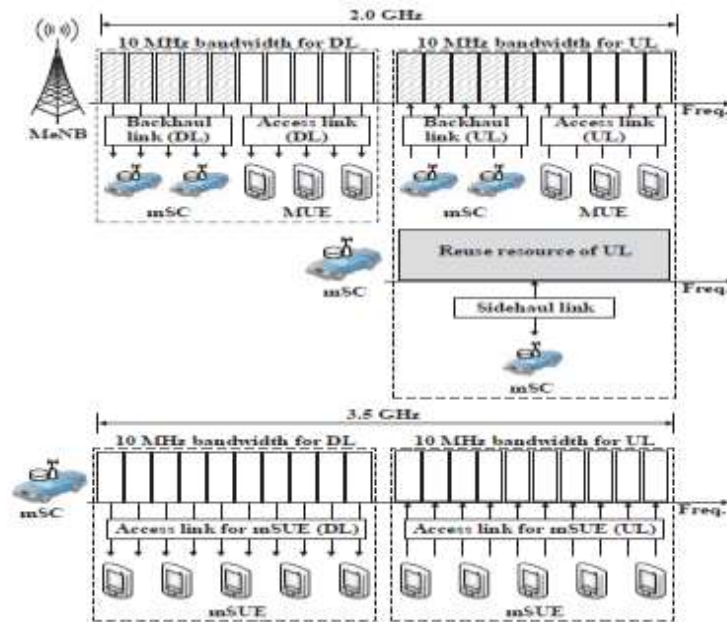 2.0 GHz
10 MHz bandwidth for DL
10 MHz bandwidth for UL
MeNB
Freq.
Backhaul link (DL)
Access link (DL)
Backhaul link (UL)
Access link (UL)
mSC
MUE
mSC
MUE
Reuse resource of UL
mSC
Freq.
Sidehaul link
mSC
3.5 GHz
10 MHz bandwidth for DL
10 MHz bandwidth for UL
mSC
Freq.
Access link for mSUE (DL)
Access link for mSUE (UL)
mSUE
mSUE